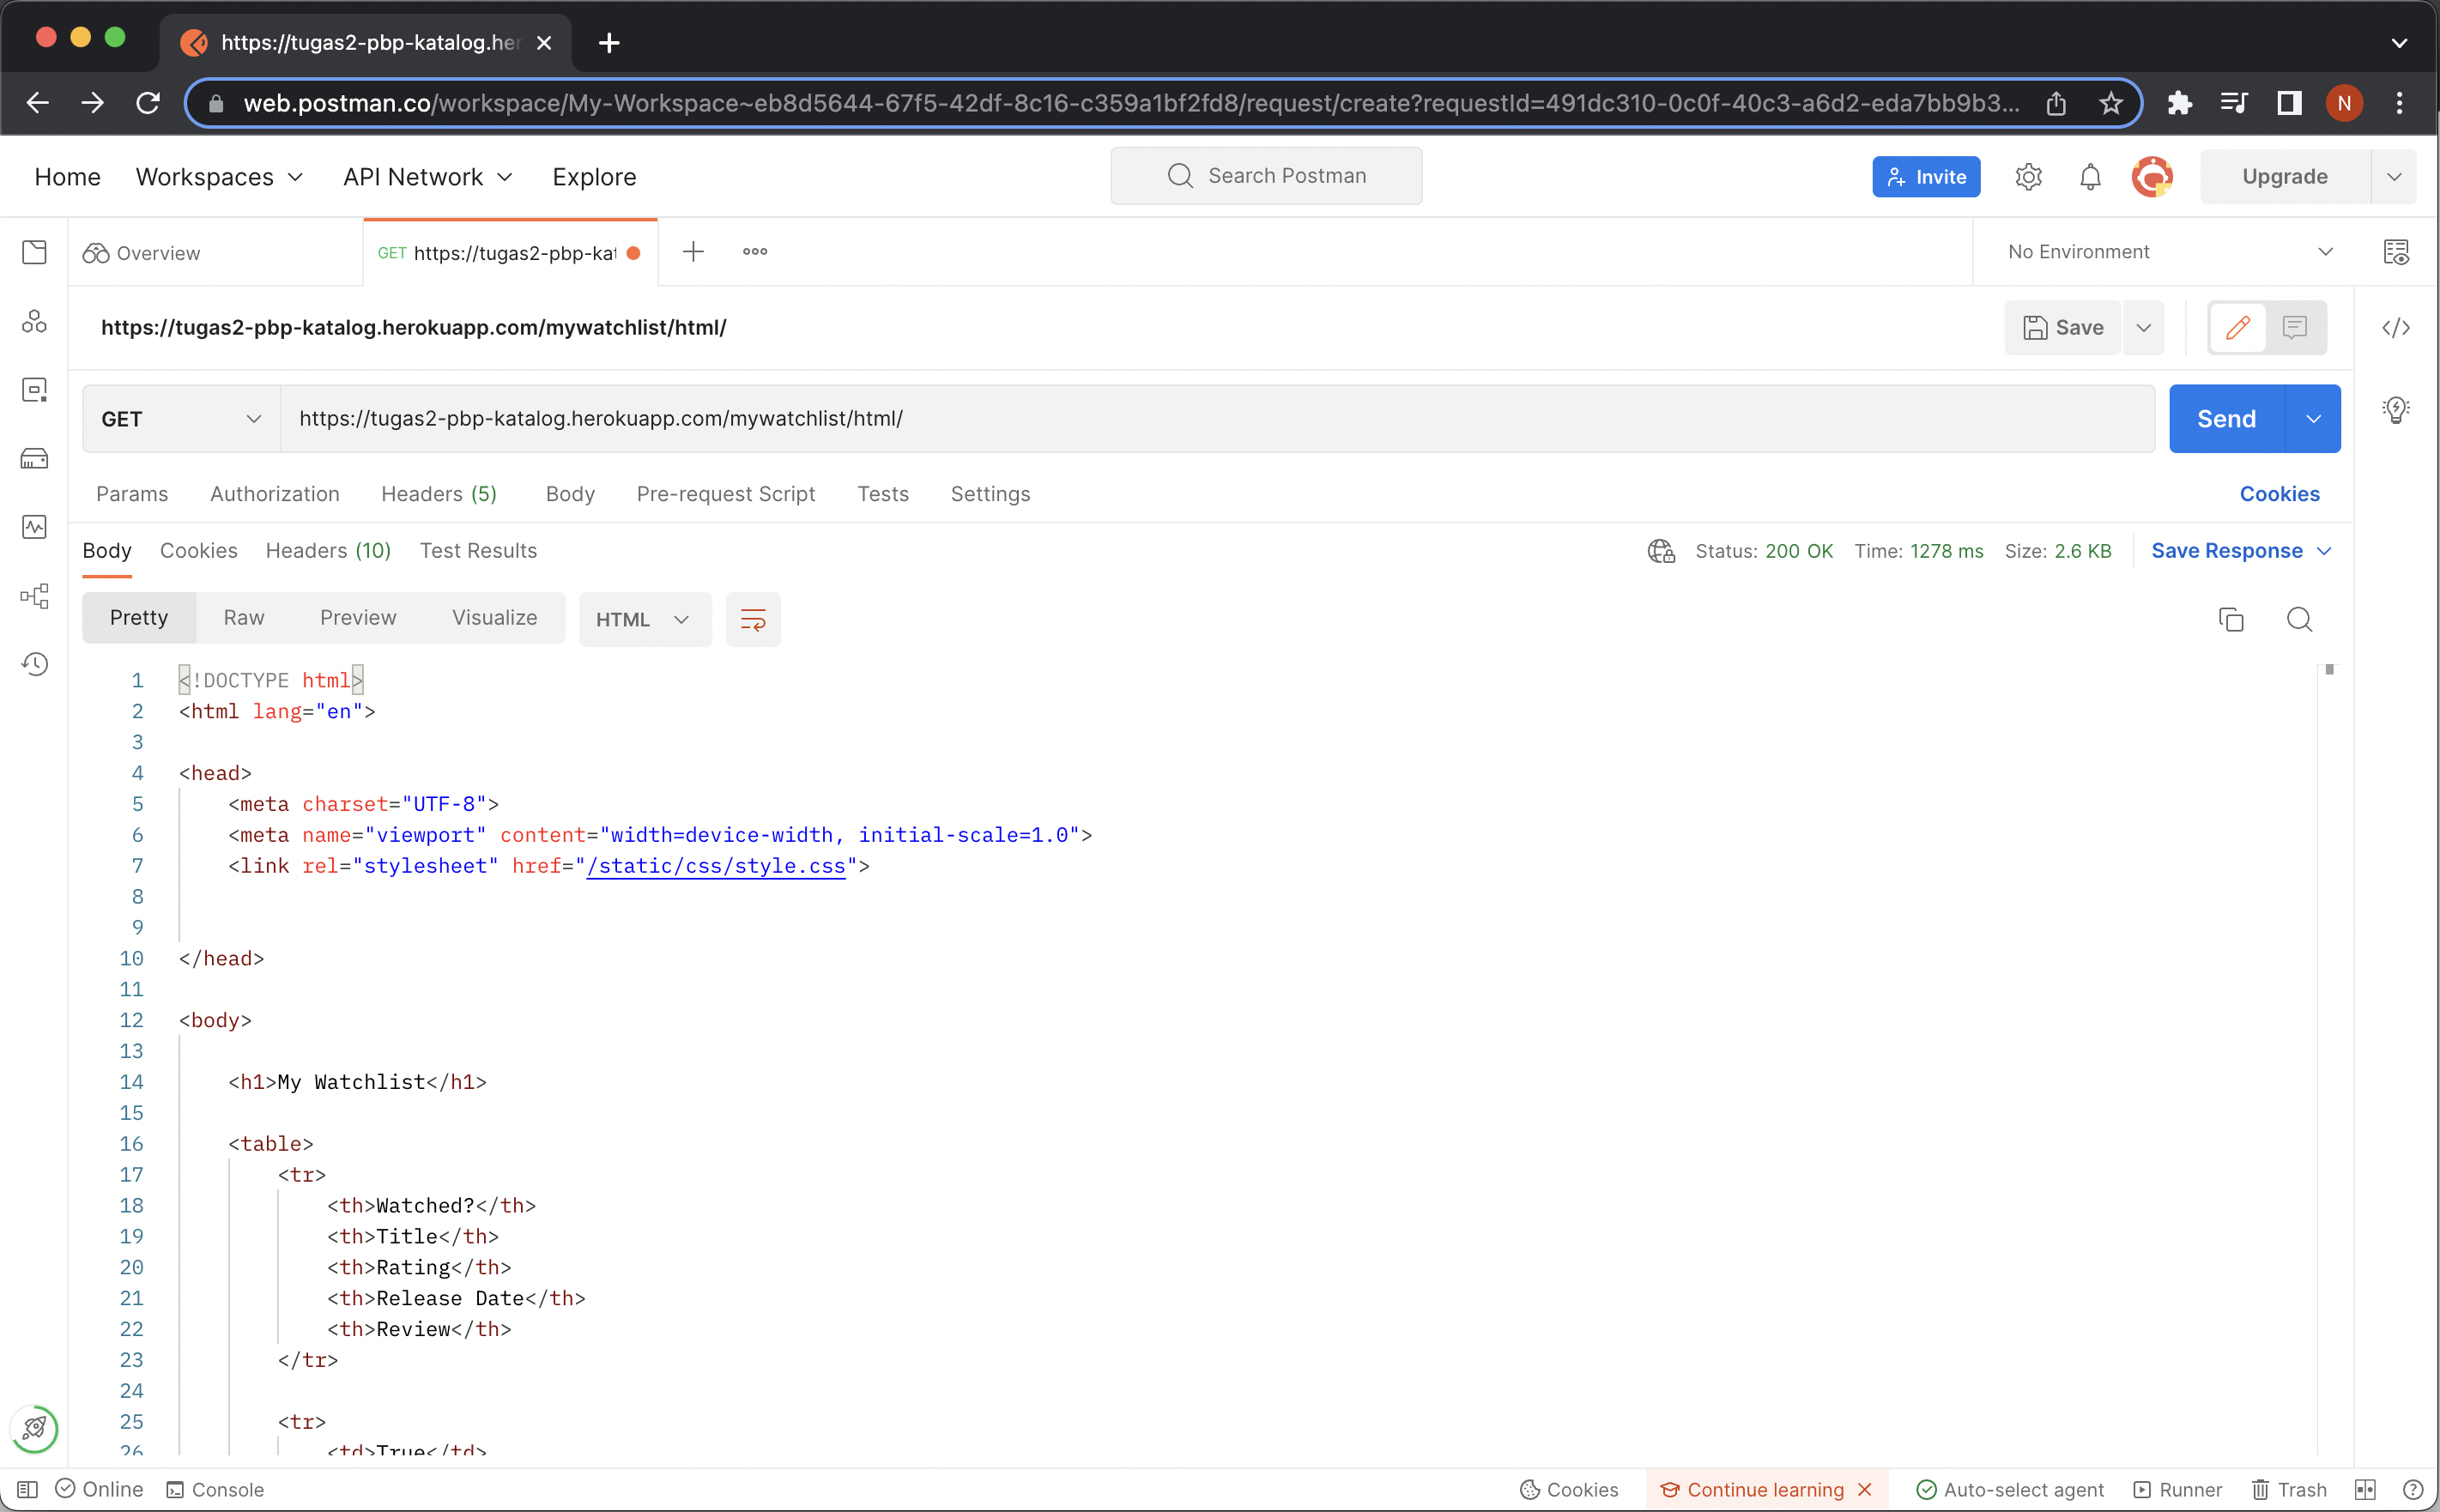 https://tugas2-pbp-katalog.her
web.postman.co/workspace/My-Workspace~eb8d5644-67f5-42df-8c16-c359a1bf2fd8/request/create?requestId=491dc310-0c0f-40c3-a6d2-eda7bb9b3...
N
Home Workspaces API Network Explore
Search Postman
Invite
Upgrade
Overview
GET https://tugas2-pbp-kat
No Environment
https://tugas2-pbp-katalog.herokuapp.com/mywatchlist/html/
Save
GET https://tugas2-pbp-katalog.herokuapp.com/mywatchlist/html/
Send
Params Authorization Headers (5) Body Pre-request Script Tests Settings
Cookies
Body Cookies Headers (10) Test Results
Status: 200 OK Time: 1278 ms Size: 2.6 KB Save Response
Pretty Raw Preview Visualize HTML
1 <!DOCTYPE html>
2 <html lang="en">
3
4 <head>
5 <meta charset="UTF-8">
6 <meta name="viewport" content="width=device-width, initial-scale=1.0">
7 <link rel="stylesheet" href="/static/css/style.css">
8
9
10 </head>
11
12 <body>
13
14 <h1>My Watchlist</h1>
15
16 <table>
17 <tr>
18 <th>Watched?</th>
19 <th>Title</th>
20 <th>Rating</th>
21 <th>Release Date</th>
22 <th>Review</th>
23 </tr>
24
25 <tr>
26 <td>True</td>
Online Console
Cookies Continue learning Auto-select agent Runner Trash